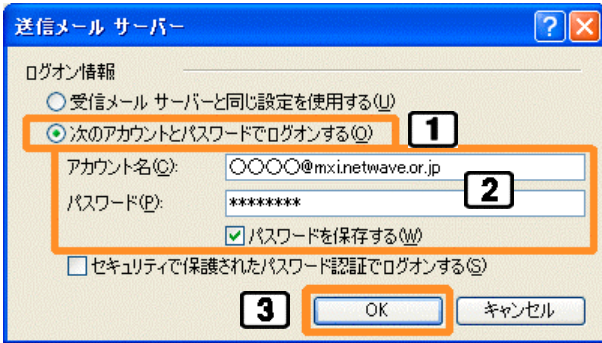 送信メール サーバー
ログオン情報
受信メール サーバーと同じ設定を使用する(U)
次のアカウントとパスワードでログオンする(O)
1
アカウント名(C):
〇〇〇〇@mxi.netwave.or.jp
2
パスワード(P):
********
パスワードを保存する(W)
セキュリティで保護されたパスワード認証でログオンする(S)
3
OK
キャンセル